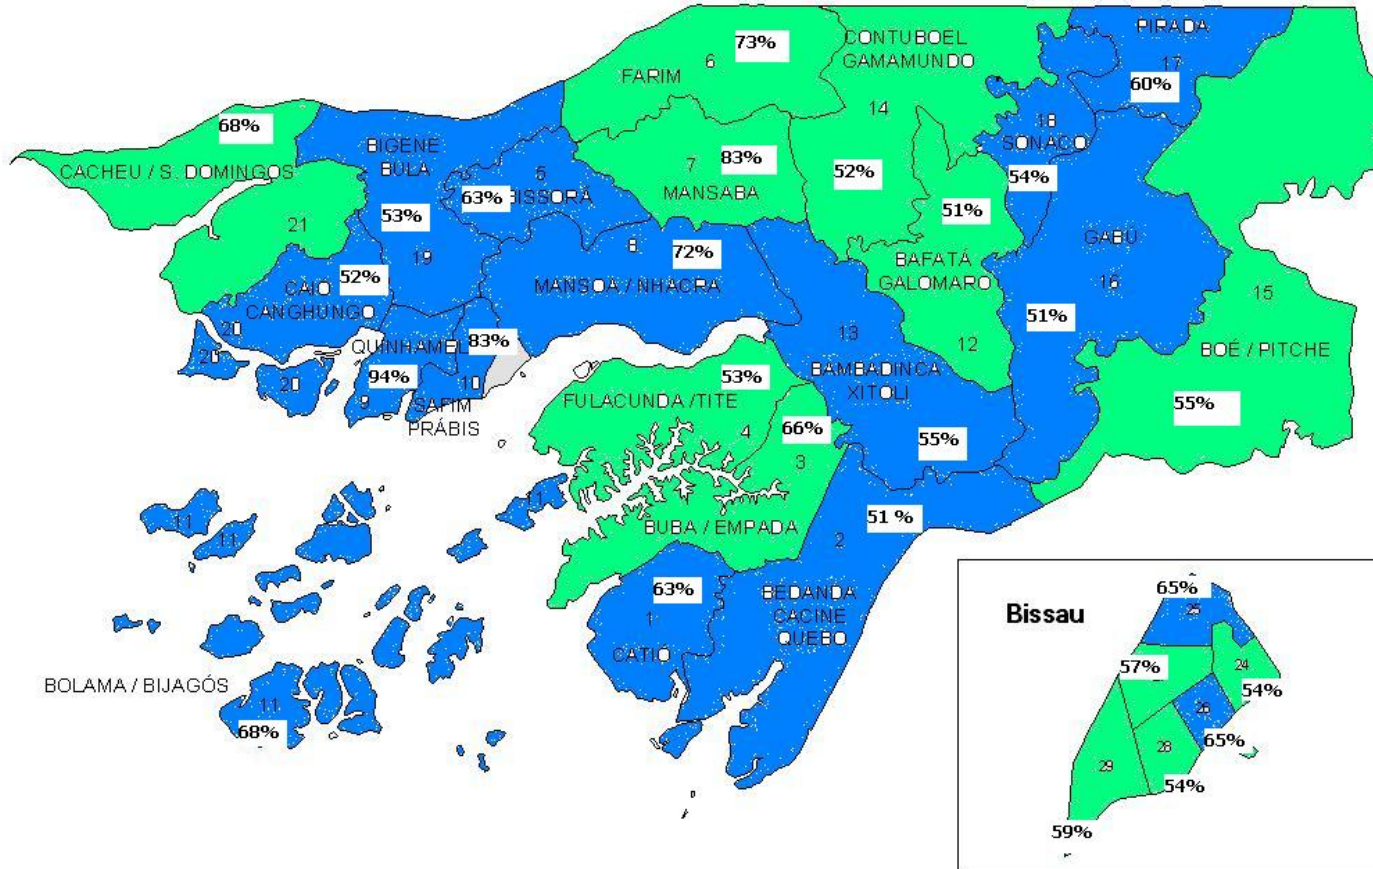 PIRADA
17
60%
73%
6
FARIM
CONTUBOEL
GAMAMUNDO
14
68%
CACHEU / S. DOMINGOS
21
BIGENE
BULA
53%
19
5
63%
BISSORÃ
7
83%
MANSABA
52%
51%
18
SONACO
54%
GABU
16
51%
15
BOÉ / PITCHE
55%
8
72%
MANSOA / NHACRA
52%
CAIO
CANGHUNGO
20
20
20
QUINHAMEL
83%
94%
9
10
SAFIM
PRÁBIS
BAFATÁ
GALOMARO
12
13
BAMBADINCA
XITOLI
55%
53%
FULACUNDA /TITE
4
66%
3
BUBA / EMPADA
51 %
2
BEDANDA
CACINE
QUEBO
63%
1
CATIÓ
11
11
11
BOLAMA / BIJAGÓS
11
68%
Bissau
65%
25
57%
24
54%
26
65%
28
54%
29
59%